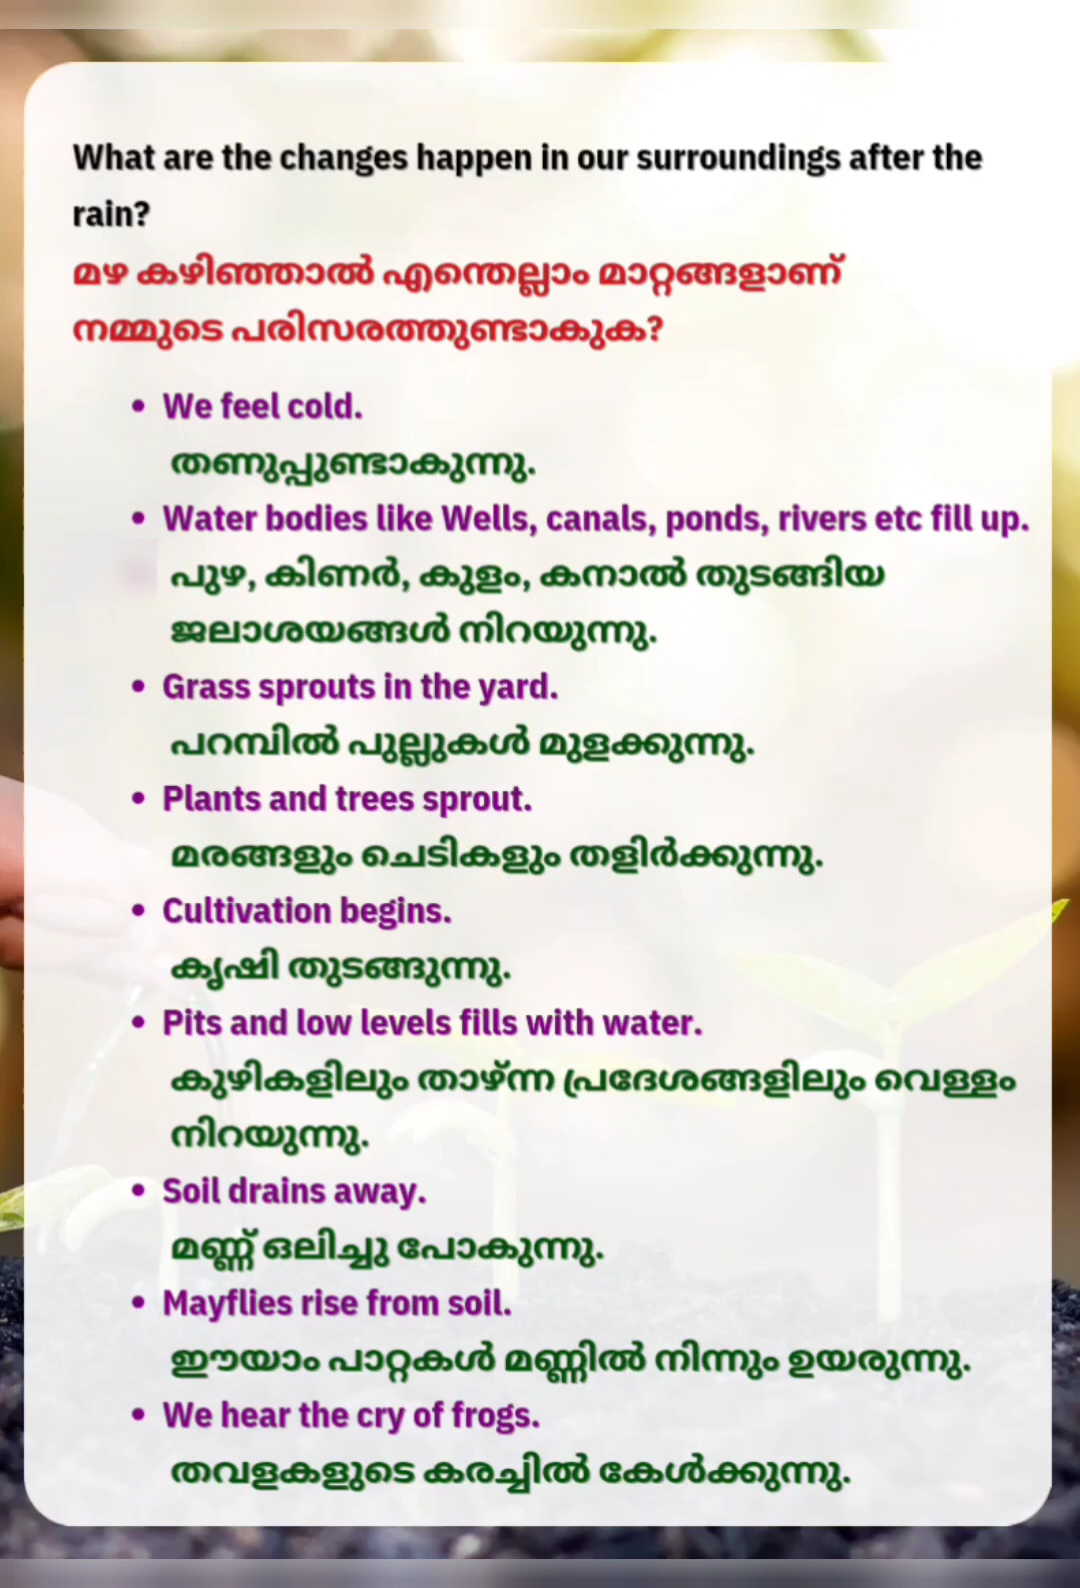 What are the changes happen in our surroundings after the
rain?
മഴ കഴിഞ്ഞാൽ എന്തെല്ലാം മാറ്റങ്ങളാണ്
നമ്മുടെ പരിസരത്തുണ്ടാകുക?
• We feel cold.
തണുപ്പുണ്ടാകുന്നു.
• Water bodies like Wells, canals, ponds, rivers etc fill up.
പുഴ, കിണർ, കുളം, കനാൽ തുടങ്ങിയ
ജലാശയങ്ങൾ നിറയുന്നു.
• Grass sprouts in the yard.
പറമ്പിൽ പുല്ലുകൾ മുളക്കുന്നു.
• Plants and trees sprout.
മരങ്ങളും ചെടികളും തളിർക്കുന്നു.
• Cultivation begins.
കൃഷി തുടങ്ങുന്നു.
• Pits and low levels fills with water.
കുഴികളിലും താഴ്ന്ന പ്രദേശങ്ങളിലും വെള്ളം
നിറയുന്നു.
• Soil drains away.
മണ്ണ് ഒലിച്ചു പോകുന്നു.
• Mayflies rise from soil.
ഈയാം പാറ്റകൾ മണ്ണിൽ നിന്നും ഉയരുന്നു.
• We hear the cry of frogs.
തവളകളുടെ കരച്ചിൽ കേൾക്കുന്നു.